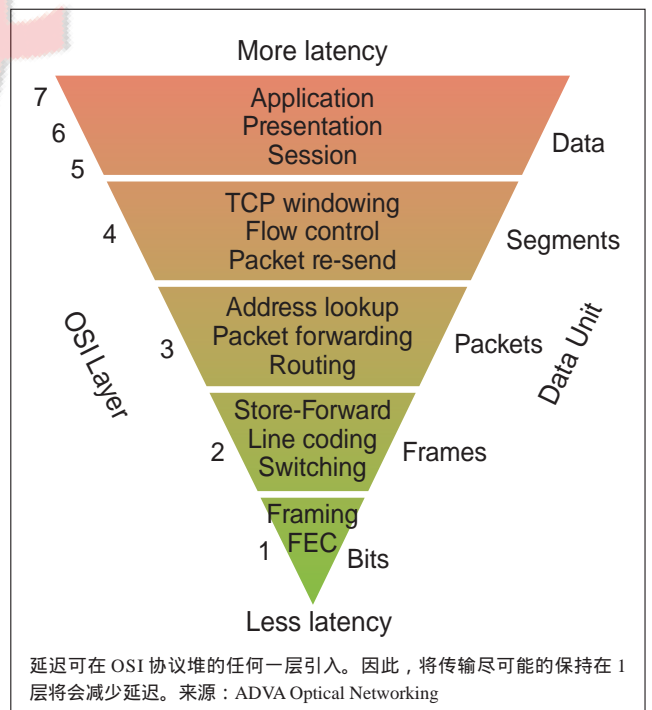 More latency
7
Application
6
Presentation
5
Session
Data
4
TCP windowing
Flow control
Packet re-send
Segments
OSI Layer
3
Address lookup
Packet forwarding
Routing
Packets
Data Unit
2
Store-Forward
Line coding
Switching
Frames
1
Framing
FEC
Bits
Less latency
延迟可在 OSI 协议堆的任何一层引入。因此，将传输尽可能的保持在 1
层将会减少延迟。来源：ADVA Optical Networking